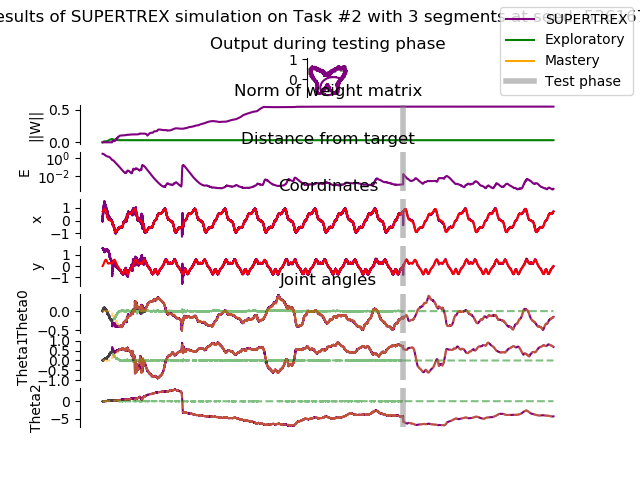 esults of SUPERTREX simulation on Task #2 with 3 segments at seed
SUPERTREX
Exploratory
Mastery
Test phase
Output during testing phase
1
0
Norm of weight matrix
||W||
0.5
0.0
Distance from target
E
10⁰
10⁻²
Coordinates
x
1
0
−1
y
1
0
−1
Joint angles
Theta0
0.0
−0.5
Theta1
1.0
0.5
0.0
−0.5
−1.0
Theta2
0
−5